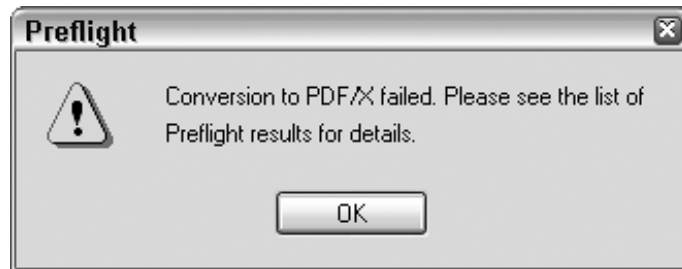 Preflight
Conversion to PDF/X failed. Please see the list of
Preflight results for details.
OK